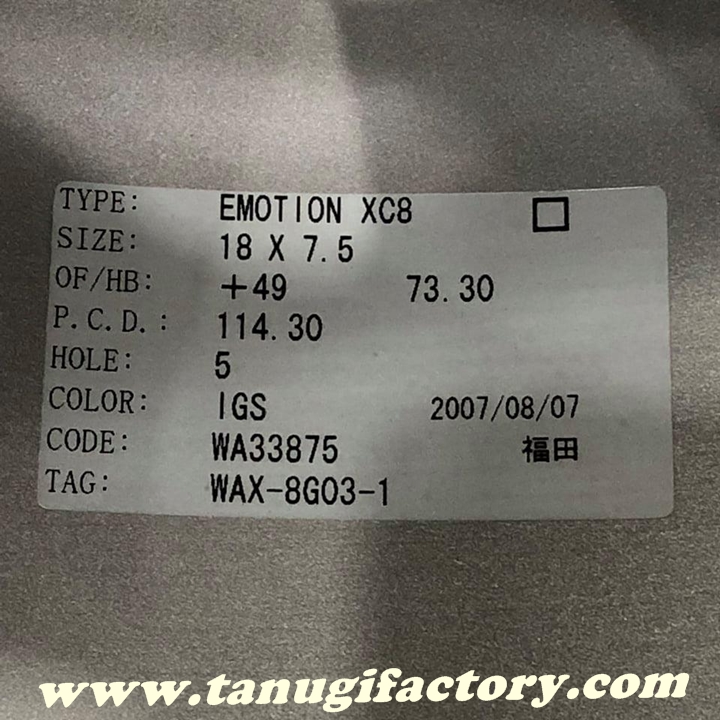 TYPE: EMOTION XC8 □
SIZE: 18 X 7.5
OF/HB: +49 73.30
P.C.D.: 114.30
HOLE: 5
COLOR: IGS 2007/08/07
CODE: WA33875 福田
TAG: WAX-8G03-1
www.tanugifactory.com